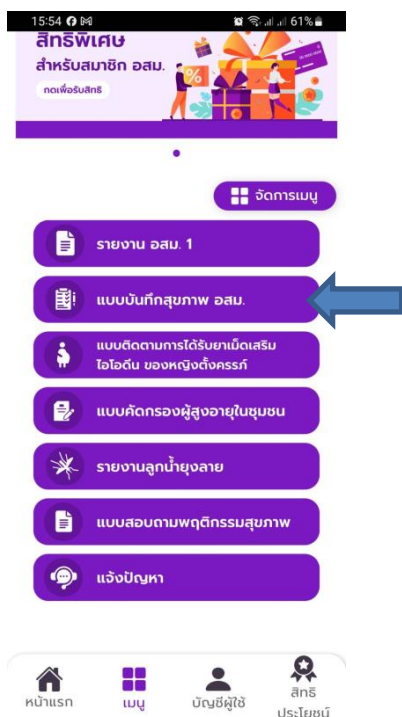 15:54
61%
สิทธิพิเศษ
สำหรับสมาชิก อสม.
กดเพื่อรับสิทธิ
%
จัดการเมนู
รายงาน อสม. 1
แบบบันทึกสุขภาพ อสม.
แบบติดตามการได้รับยาเม็ดเสริม
ไอโอดีน ของหญิงตั้งครรภ์
แบบคัดกรองผู้สูงอายุในชุมชน
รายงานลูกน้ำยุงลาย
แบบสอบถามพฤติกรรมสุขภาพ
แจ้งปัญหา
หน้าแรก
เมนู
บัญชีผู้ใช้
สิทธิ
ประโยชน์